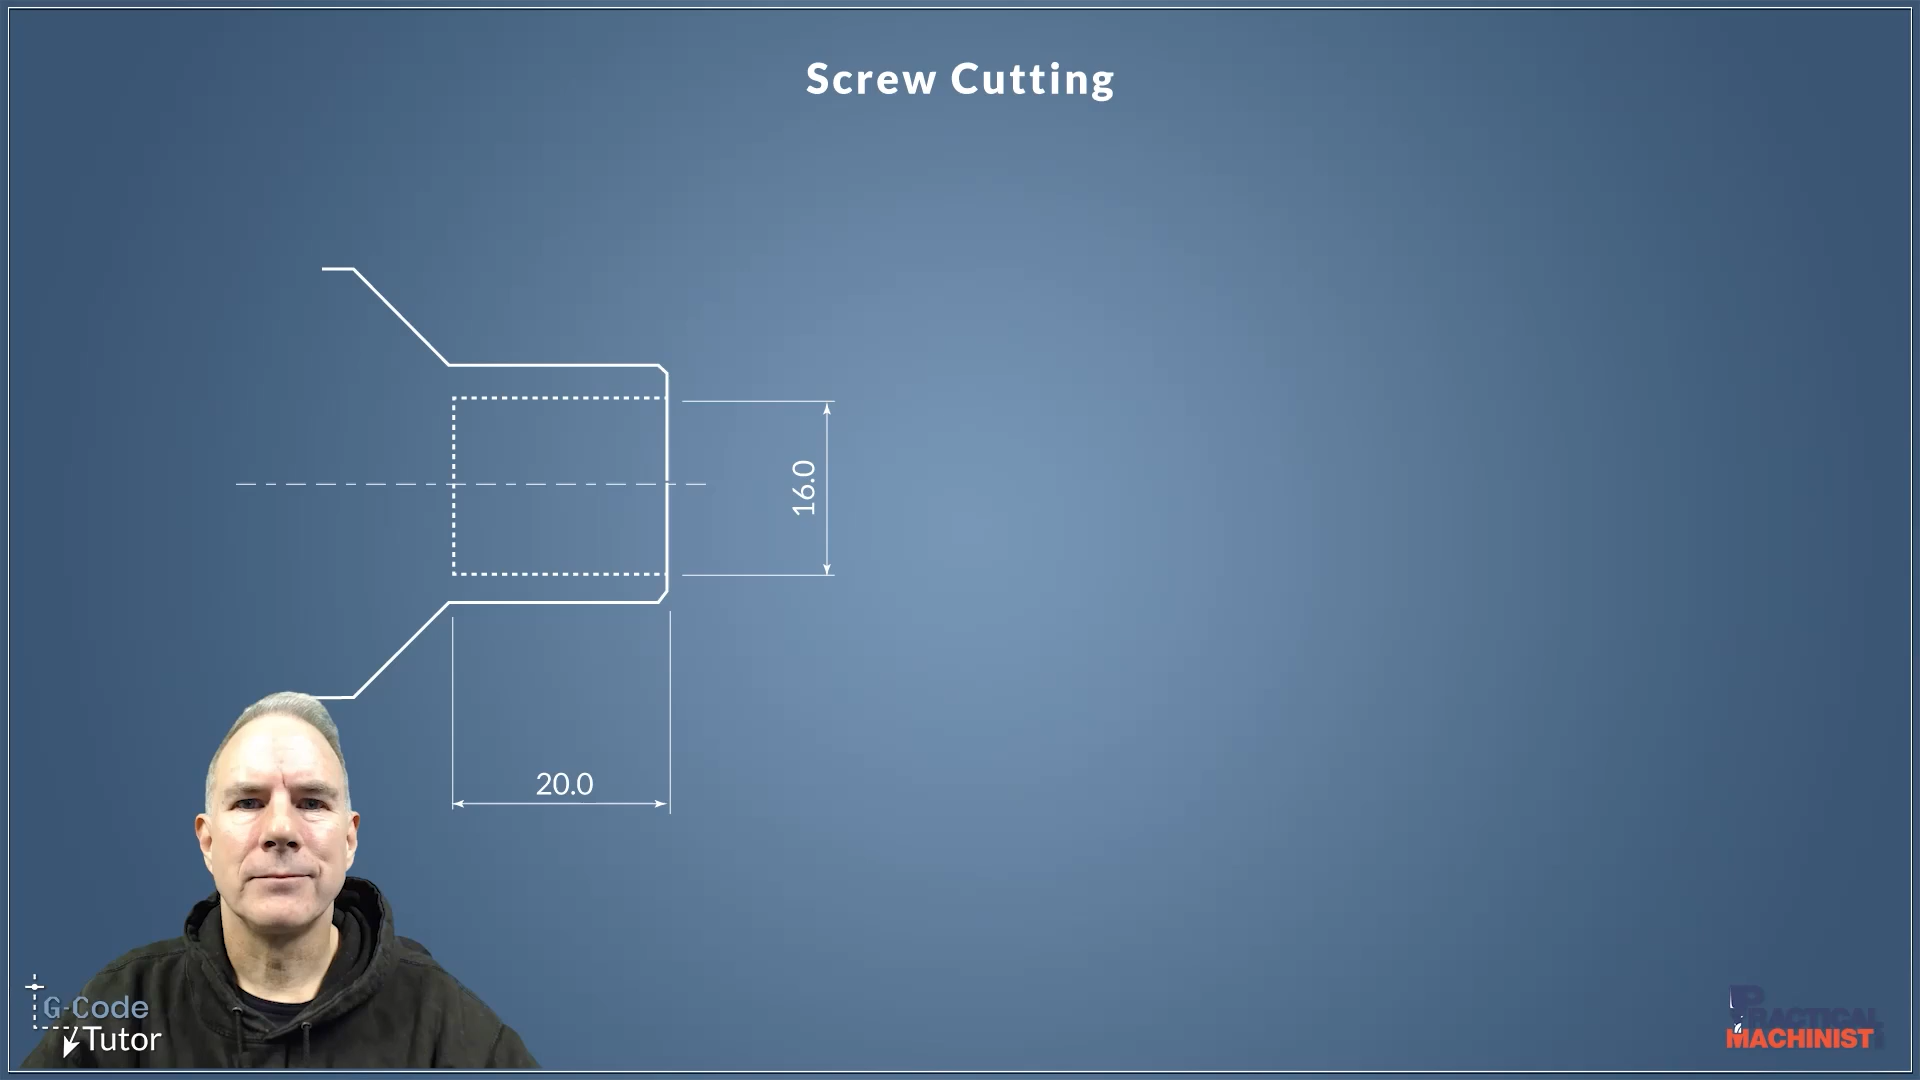 Screw Cutting
16.0
20.0
G-Code
Tutor
PRACTICAL
MACHINIST